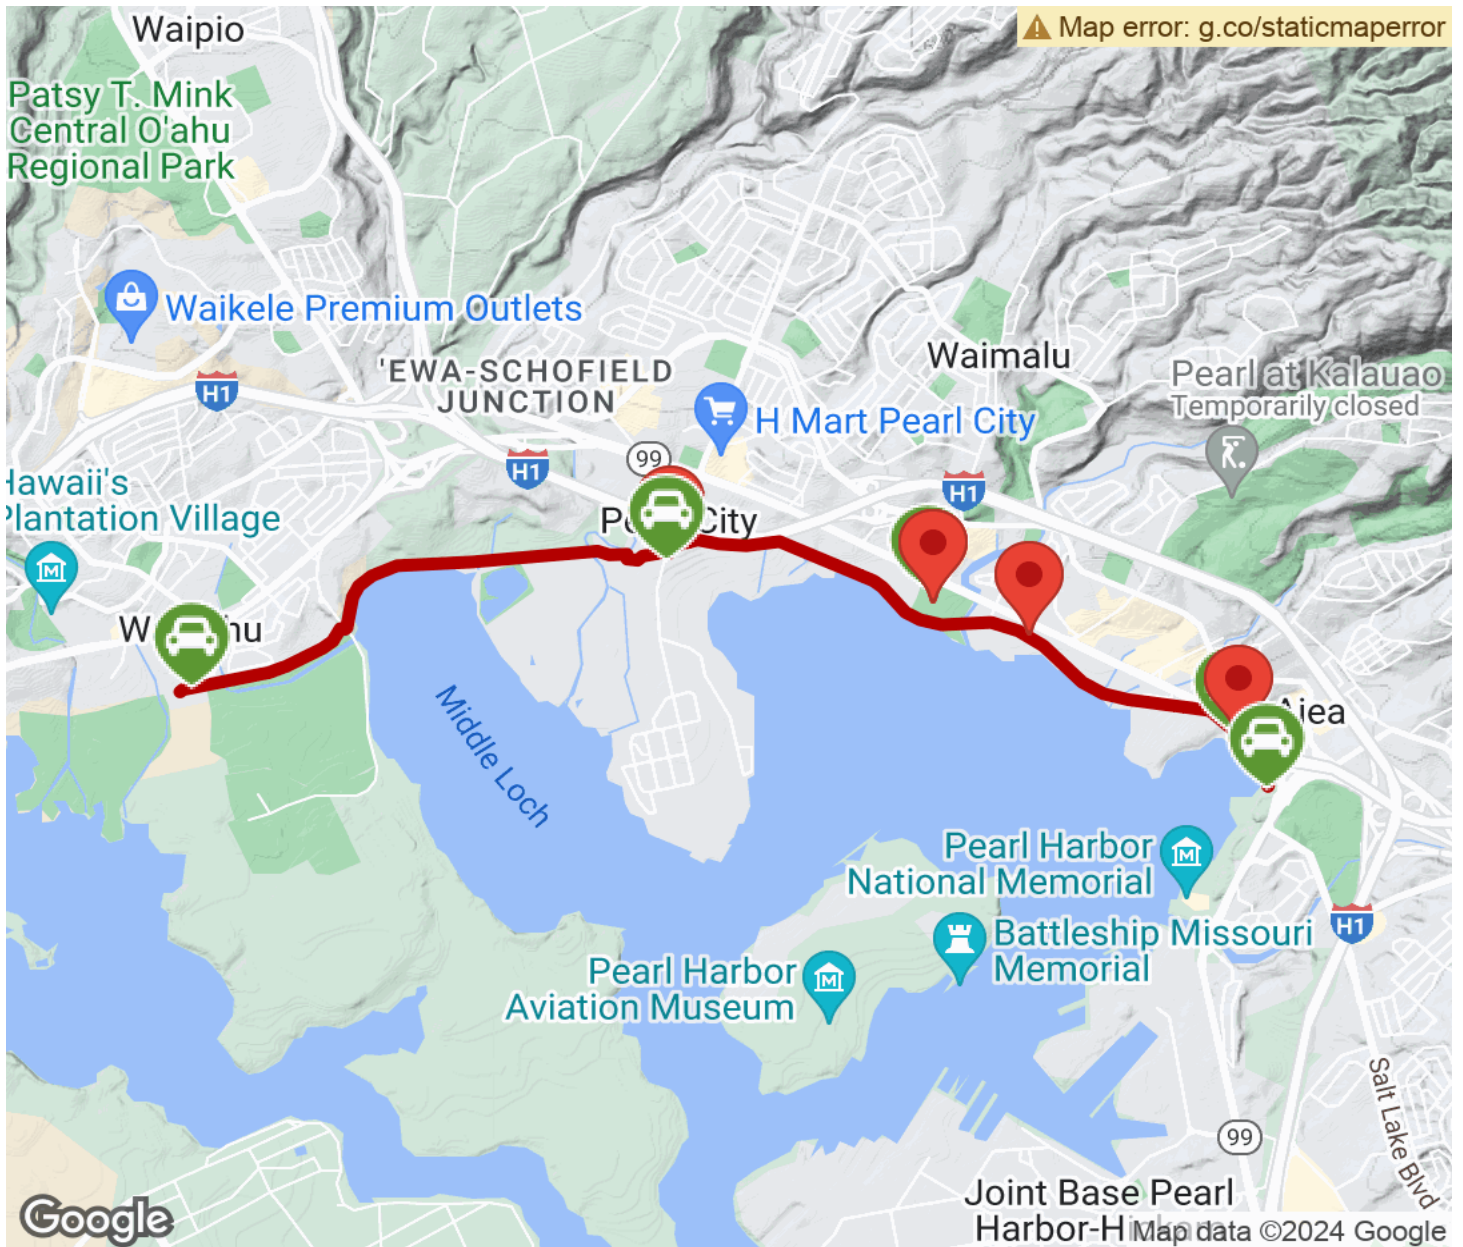 Waipio
Map error: g.co/staticmaperror
Patsy T. Mink
Central O'ahu
Regional Park
Waikele Premium Outlets
'EWA-SCHOFIELD
JUNCTION
Waimalu
Pearl at Kalauao
Temporarily closed
H1
H Mart Pearl City
99
H1
H1
Hawaii's
Plantation Village
City
W hu
Aiea
Middle Loch
Pearl Harbor
National Memorial
H1
Battleship Missouri
Memorial
Pearl Harbor
Aviation Museum
Salt Lake Blvd
99
Joint Base Pearl
Harbor-H
Google
Map data ©2024 Google